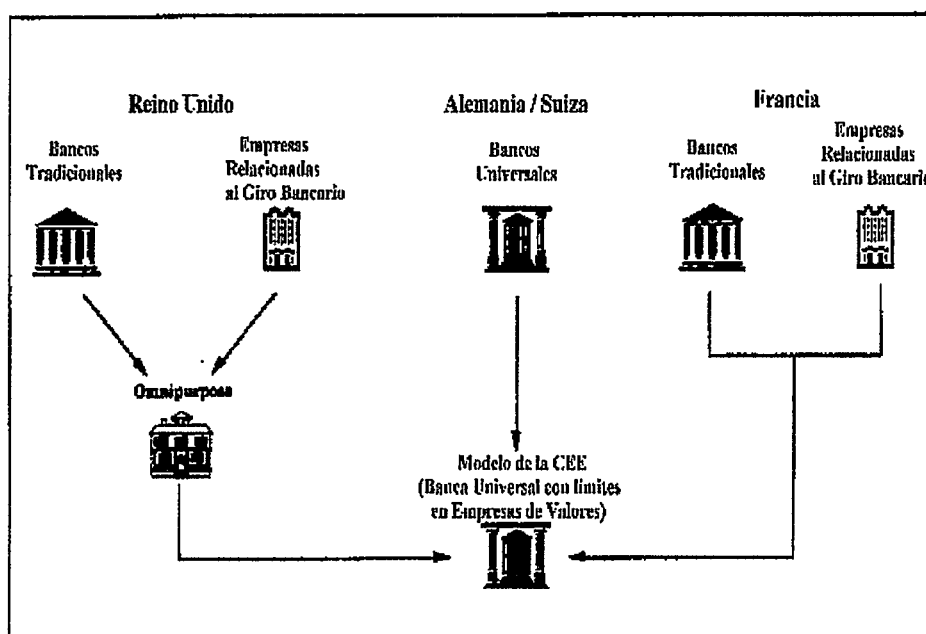 Reino Unido
Alemania / Suiza
Francia
Bancos
Tradicionales
Empresas
Relacionadas
al Giro Bancario
Bancos
Universales
Bancos
Tradicionales
Empresas
Relacionadas
al Giro Bancario
Omnipurpose
Modelo de la CEE
(Banca Universal con límites
en Empresas de Valores)